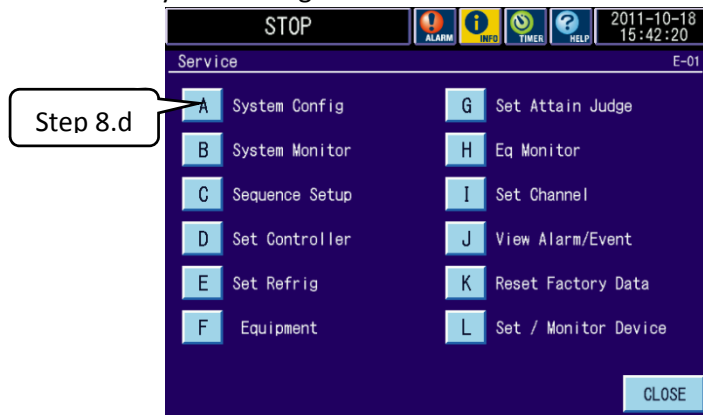 STOP
ALARM
INFO
TIMER
HELP
2011-10-18
15:42:20
Service
E-01
Step 8.d
A System Config
B System Monitor
C Sequence Setup
D Set Controller
E Set Refrig
F Equipment
G Set Attain Judge
H Eq Monitor
I Set Channel
J View Alarm/Event
K Reset Factory Data
L Set / Monitor Device
CLOSE